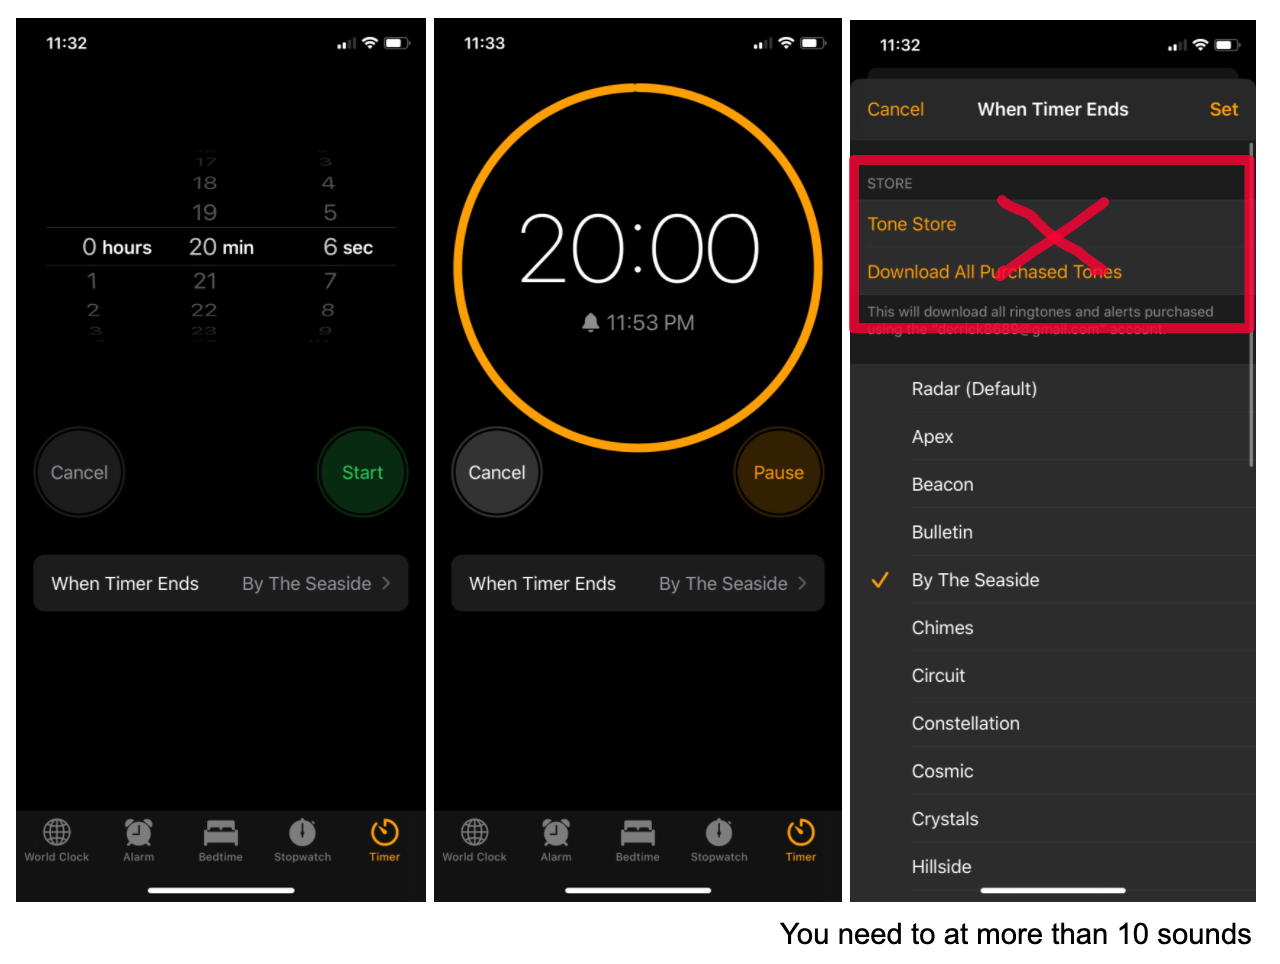 11:32
17 3
18 4
19 5
0 hours 20 min 6 sec
1 21 7
2 22 8
3 23 9
Cancel Start
When Timer Ends By The Seaside
World Clock Alarm Bedtime Stopwatch Timer
11:33
20:00
11:53 PM
Cancel Pause
When Timer Ends By The Seaside
World Clock Alarm Bedtime Stopwatch Timer
11:32
Cancel When Timer Ends Set
STORE
Tone Store
Download All Purchased Tones
This will download all ringtones and alerts purchased
using the "derrick8689@gmail.com" account.
Radar (Default)
Apex
Beacon
Bulletin
By The Seaside
Chimes
Circuit
Constellation
Cosmic
Crystals
Hillside
You need to at more than 10 sounds